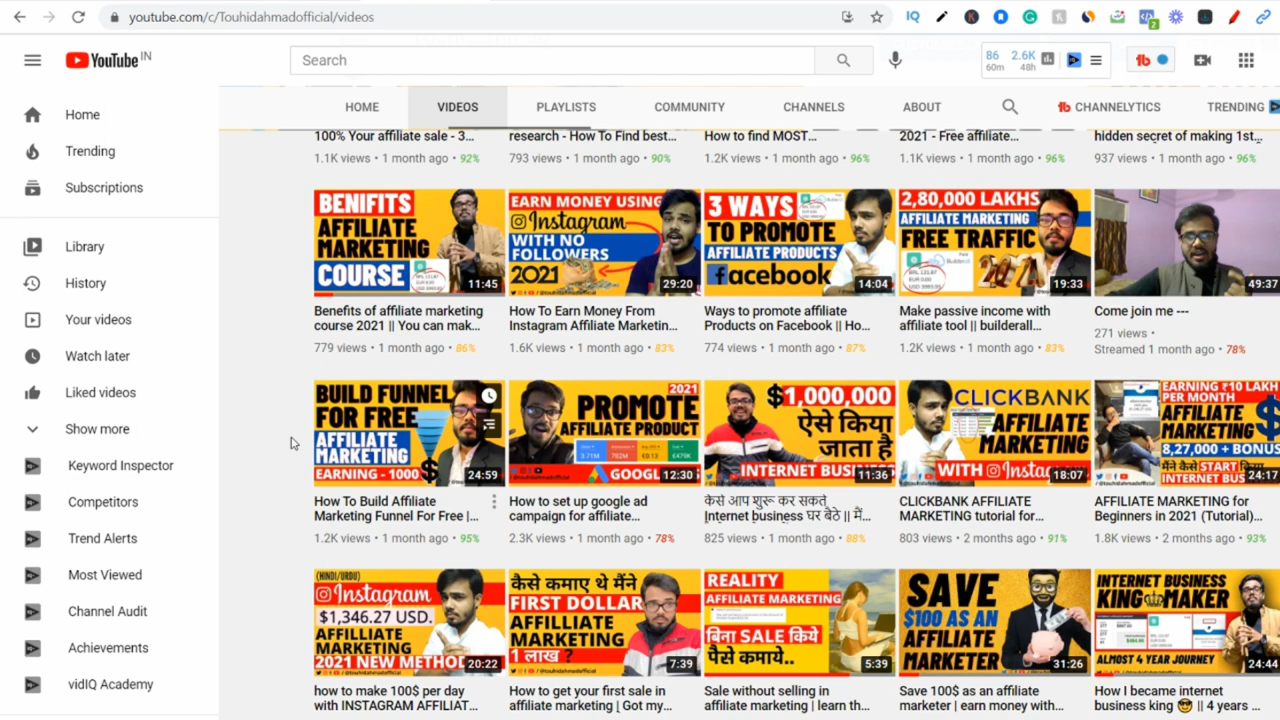 youtube.com/c/Touhidahmadofficial/videos
YouTube IN
Search
86 2.6K
60m 48h
HOME VIDEOS PLAYLISTS COMMUNITY CHANNELS ABOUT CHANNELYTICS TRENDING
Home
Trending
Subscriptions
Library
History
Your videos
Watch later
Liked videos
Show more
Keyword Inspector
Competitors
Trend Alerts
Most Viewed
Channel Audit
Achievements
vidIQ Academy
100% Your affiliate sale - 3...
1.1K views • 1 month ago • 92%
research - How To Find best...
793 views • 1 month ago • 90%
How to find MOST...
1.2K views • 1 month ago • 96%
2021 - Free affiliate...
1.1K views • 1 month ago • 96%
hidden secret of making 1st...
937 views • 1 month ago • 96%
BENIFITS
AFFILIATE
MARKETING
COURSE
11:45
Benefits of affiliate marketing
course 2021 || You can mak...
779 views • 1 month ago • 86%
EARN MONEY USING
Instagram
WITH NO
FOLLOWERS
2021
29:20
How To Earn Money From
Instagram Affiliate Marketin...
1.6K views • 1 month ago • 83%
3 WAYS
TO PROMOTE
AFFILIATE PRODUCTS
facebook
14:04
Ways to promote affiliate
Products on Facebook || Ho...
774 views • 1 month ago • 87%
2,80,000 LAKHS
AFFILIATE MARKETING
FREE TRAFFIC
2021
19:33
Make passive income with
affiliate tool || builderall...
1.2K views • 1 month ago • 83%
49:37
Come join me ---
271 views •
Streamed 1 month ago • 78%
BUILD FUNNEL
FOR FREE
AFFILIATE
MARKETING
EARNING - 1000 $
24:59
How To Build Affiliate
Marketing Funnel For Free |...
1.2K views • 1 month ago • 95%
2021
PROMOTE
AFFILIATE PRODUCT
3.71M 782M €0.13 €479K
GOOGL
12:30
How to set up google ad
campaign for affiliate...
2.3K views • 1 month ago • 78%
$1,000,000
ऐसे किया
जाता है
INTERNET BUSINESS
11:36
कैसे आप शुरू कर सकते
Internet business घर बैठे || मैं...
825 views • 1 month ago • 88%
CLICKBANK
AFFILIATE
MARKETING
WITH Instag
18:07
CLICKBANK AFFILIATE
MARKETING tutorial for...
803 views • 2 months ago • 91%
EARNING ₹10 LAKH
PER MONTH
AFFILIATE
MARKETING
8,27,000 + BONUS
मैंने कैसे START किया
INTERNET BUS
24:17
AFFILIATE MARKETING for
Beginners in 2021 (Tutorial)...
1.8K views • 2 months ago • 93%
(HINDI/URDU)
Instagram
$1,346.27 USD.
AFFILLIATE
MARKETING
2021 NEW METHOD
20:22
how to make 100$ per day
with INSTAGRAM AFFILIAT...
कैसे कमाए थे मैंने
FIRST DOLLAR
AFFILLIATE
MARKETING
लाख ?
7:39
How to get your first sale in
affiliate marketing | Got my...
REALITY
AFFILIATE MARKETING
बिना SALE किये
पैसे कमाये..
5:39
Sale without selling in
affiliate marketing | learn th...
SAVE
$100 AS AN
AFFILIATE
MARKETER
31:26
Save 100$ as an affiliate
marketer | earn money with...
INTERNET BUSINESS
KING MAKER
ALMOST 4 YEAR JOURNEY
24:44
How I became internet
business king 😎 || 4 years ...